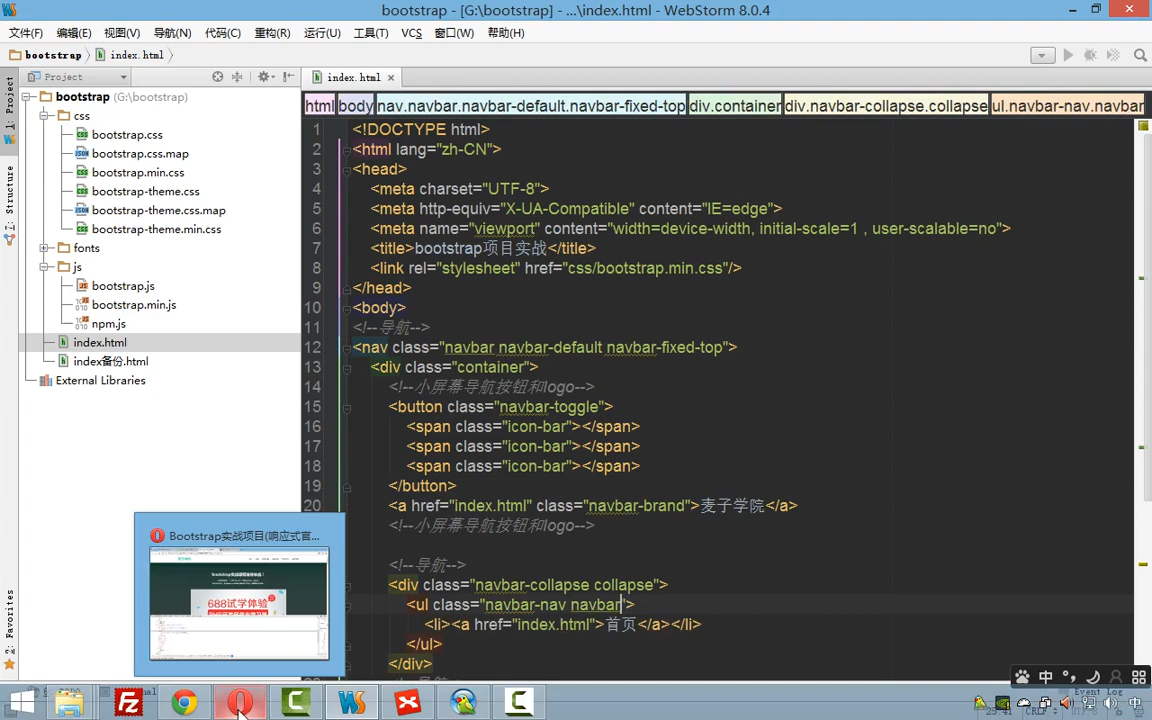 bootstrap - [G:\bootstrap] - ...\index.html - WebStorm 8.0.4
文件(F) 编辑(E) 视图(V) 导航(N) 代码(C) 重构(R) 运行(U) 工具(T) VCS 窗口(W) 帮助(H)
bootstrap index.html
Project index.html
1: Project
7: Structure
2: Favorites
bootstrap (G:\bootstrap)
css
bootstrap.css
bootstrap.css.map
bootstrap.min.css
bootstrap-theme.css
bootstrap-theme.css.map
bootstrap-theme.min.css
fonts
js
bootstrap.js
bootstrap.min.js
npm.js
index.html
index备份.html
External Libraries
html body nav.navbar.navbar-default.navbar-fixed-top div.container div.navbar-collapse.collapse ul.navbar-nav.navbar
1 <!DOCTYPE html>
2 <html lang="zh-CN">
3 <head>
4 <meta charset="UTF-8">
5 <meta http-equiv="X-UA-Compatible" content="IE=edge">
6 <meta name="viewport" content="width=device-width, initial-scale=1 , user-scalable=no">
7 <title>bootstrap项目实战</title>
8 <link rel="stylesheet" href="css/bootstrap.min.css"/>
9 </head>
10 <body>
11 <!--导航-->
12 <nav class="navbar navbar-default navbar-fixed-top">
13 <div class="container">
14 <!--小屏幕导航按钮和logo-->
15 <button class="navbar-toggle">
16 <span class="icon-bar"></span>
17 <span class="icon-bar"></span>
18 <span class="icon-bar"></span>
19 </button>
20 <a href="index.html" class="navbar-brand">麦子学院</a>
<!--小屏幕导航按钮和logo-->
<!--导航-->
<div class="navbar-collapse collapse">
<ul class="navbar-nav navbar">
<li><a href="index.html">首页</a></li>
</ul>
</div>
Bootstrap实战项目(响应式官...
688试学体验
中
Event Log
25:41 CRLF